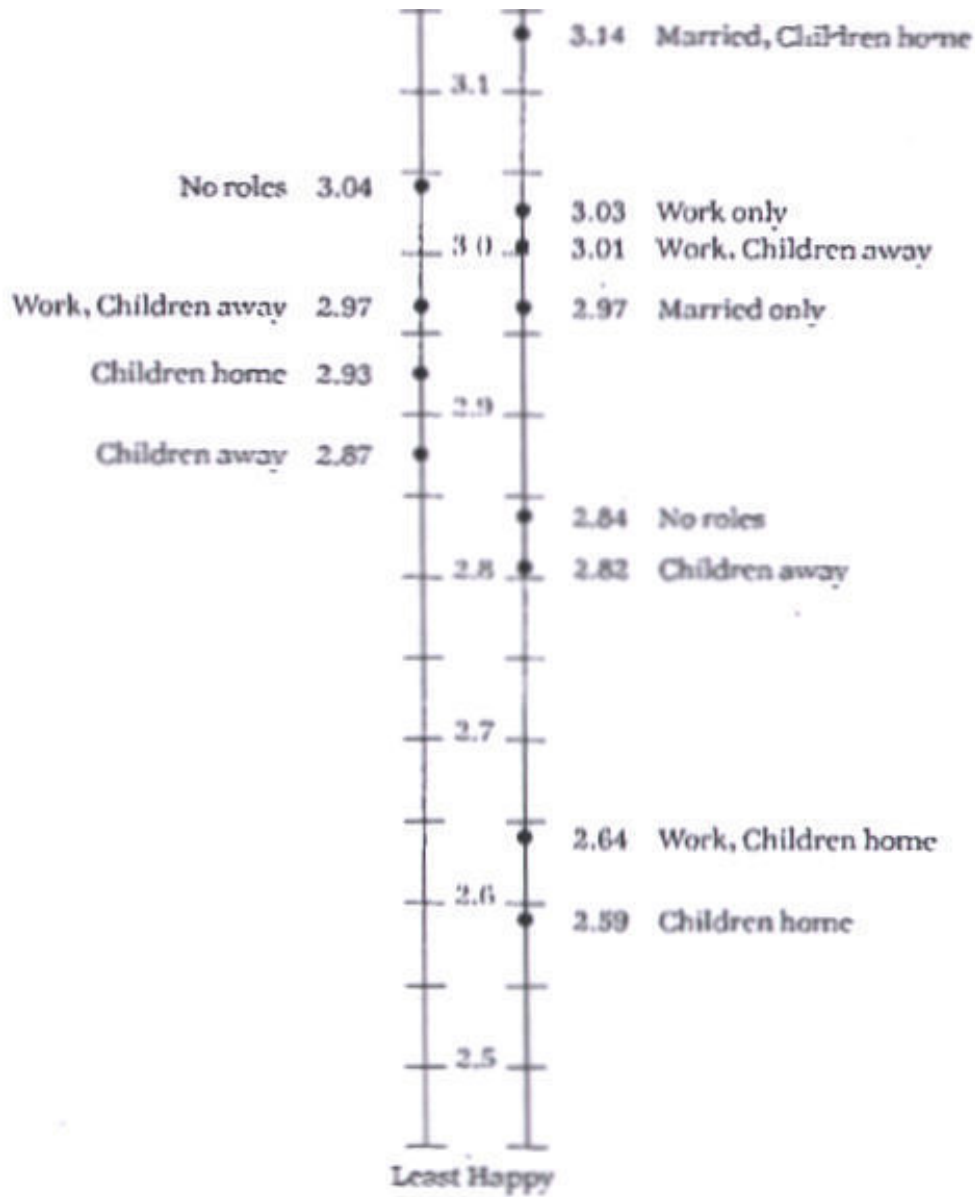 3.14 Married, Children home
3.1
No roles 3.04
3.03 Work only
3.0
3.01 Work, Children away
Work, Children away 2.97
2.97 Married only
Children home 2.93
2.9
Children away 2.87
2.84 No roles
2.8
2.82 Children away
2.7
2.64 Work, Children home
2.6
2.59 Children home
2.5
Least Happy